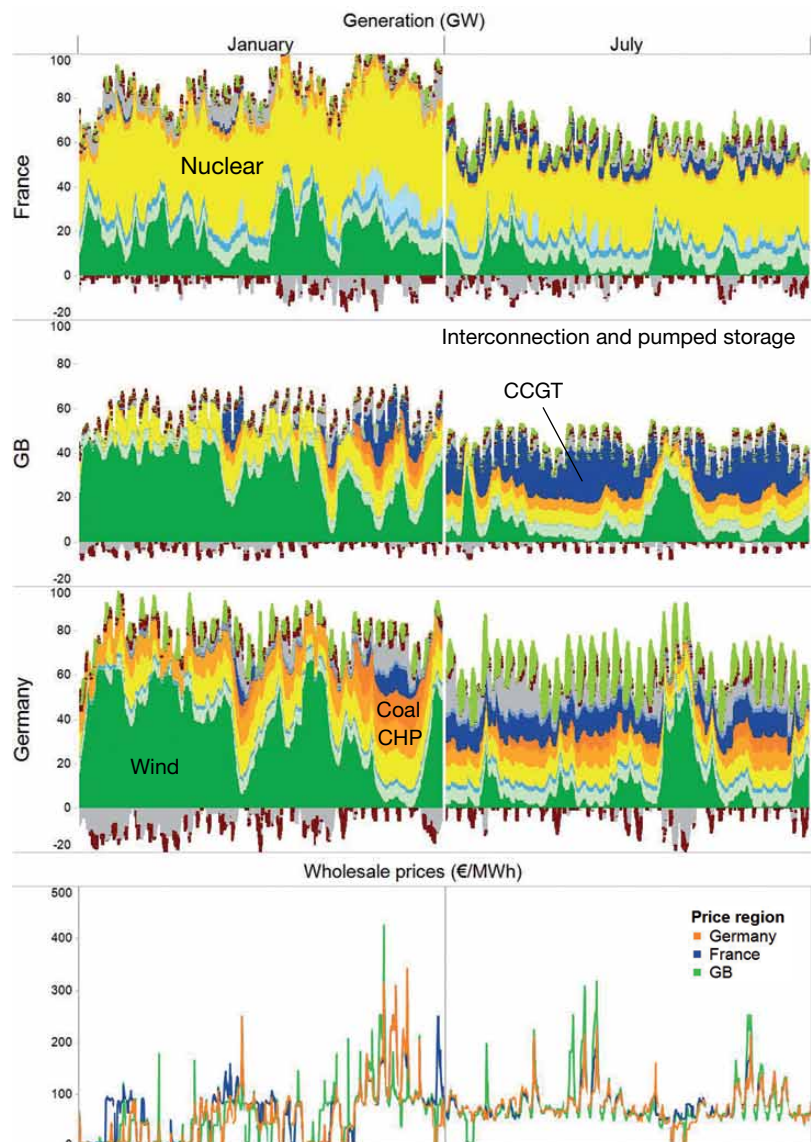 Generation (GW)
January
July
France
100
80
60
40
20
0
-20
Nuclear
GB
100
80
60
40
20
0
-20
Interconnection and pumped storage
CCGT
Germany
100
80
60
40
20
0
-20
Wind
Coal
CHP
Wholesale prices (€/MWh)
500
400
300
200
100
0
Price region
Germany
France
GB